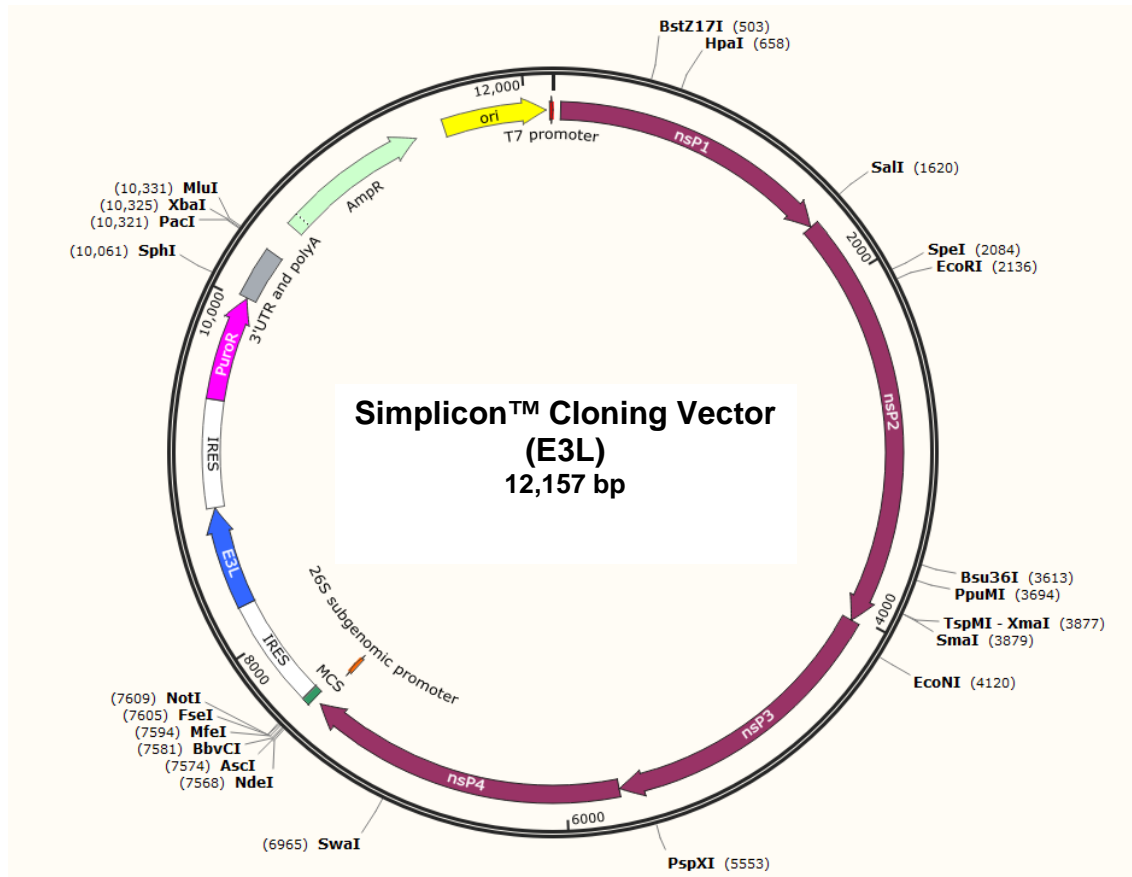 BstZ17I (503)
HpaI (658)
12,000
ori
T7 promoter
nsP1
SalI (1620)
AmpR
(10,331) MluI
(10,325) XbaI
(10,321) PacI
(10,061) SphI
2000
SpeI (2084)
EcoRI (2136)
3'UTR and polyA
10,000
PuroR
nsP2
IRES
Simplicon™ Cloning Vector
(E3L)
12,157 bp
E3L
26S subgenomic promoter
Bsu36I (3613)
PpuMI (3694)
4000
TspMI - XmaI (3877)
SmaI (3879)
EcoNI (4120)
IRES
MCS
8000
(7609) NotI
(7605) FseI
(7594) MfeI
(7581) BbvCI
(7574) AscI
(7568) NdeI
nsP3
nsP4
6000
(6965) SwaI
PspXI (5553)